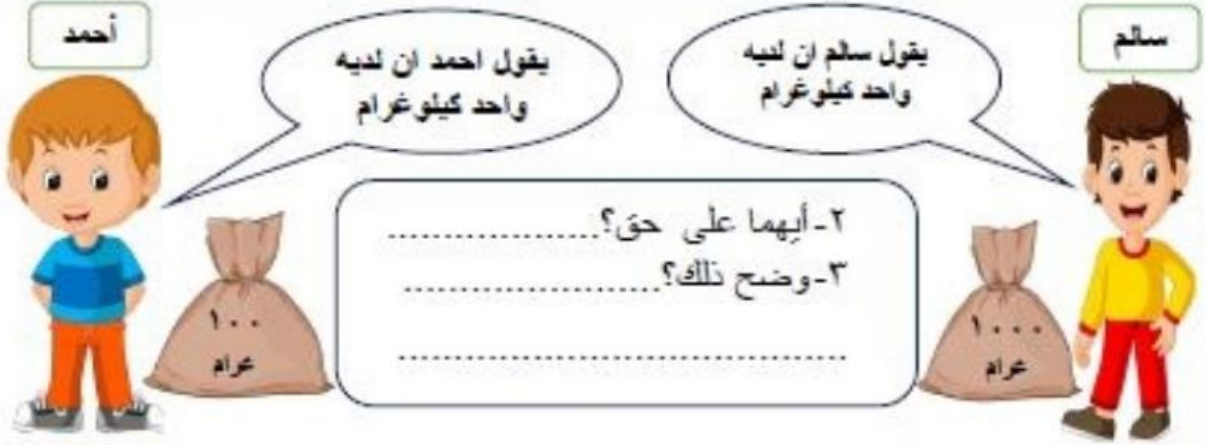 سالم
يقول سالم ان لديه
واحد كيلوغرام
أحمد
يقول احمد ان لديه
واحد كيلوغرام
٢-أيهما على حق؟..................
٣-وضح ذلك؟......................
......................................
١٠٠٠
غرام
١٠٠
غرام